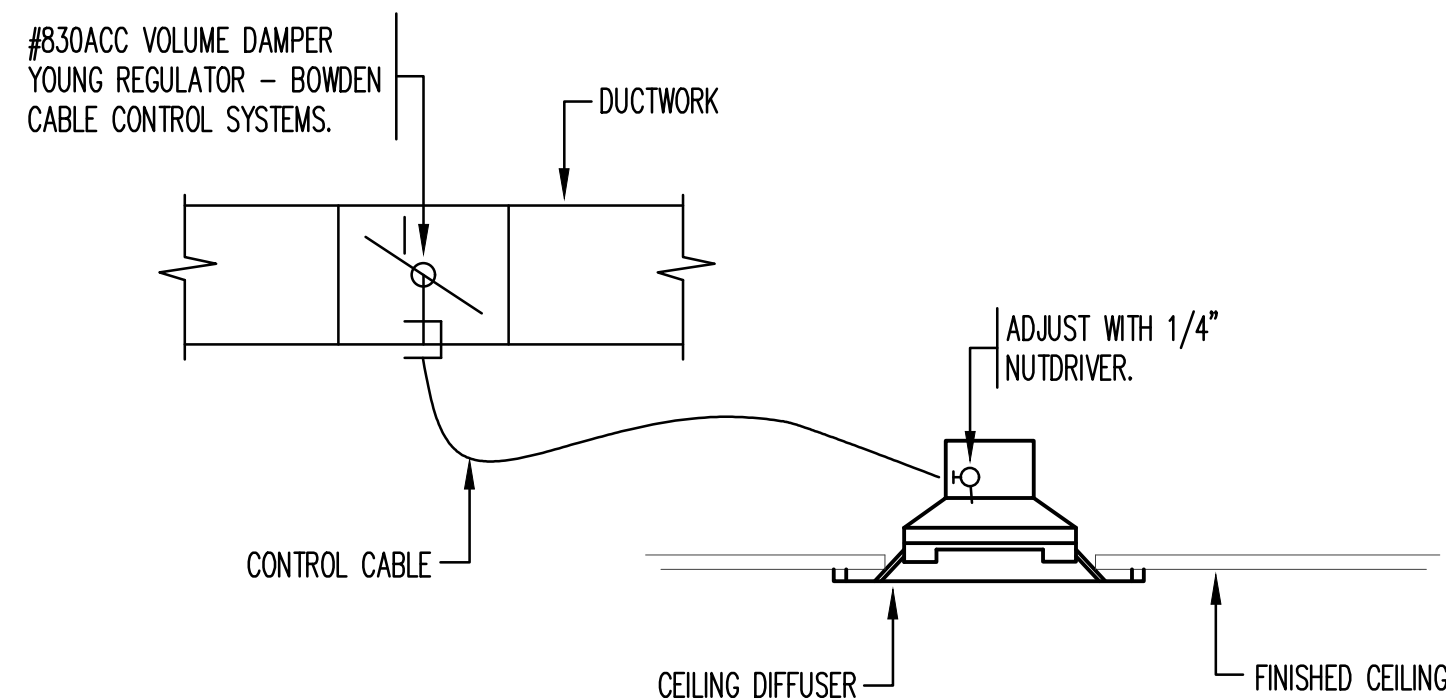 #830ACC VOLUME DAMPER
YOUNG REGULATOR - BOWDEN
CABLE CONTROL SYSTEMS.
DUCTWORK
ADJUST WITH 1/4"
NUTDRIVER.
CONTROL CABLE
CEILING DIFFUSER
FINISHED CEILING